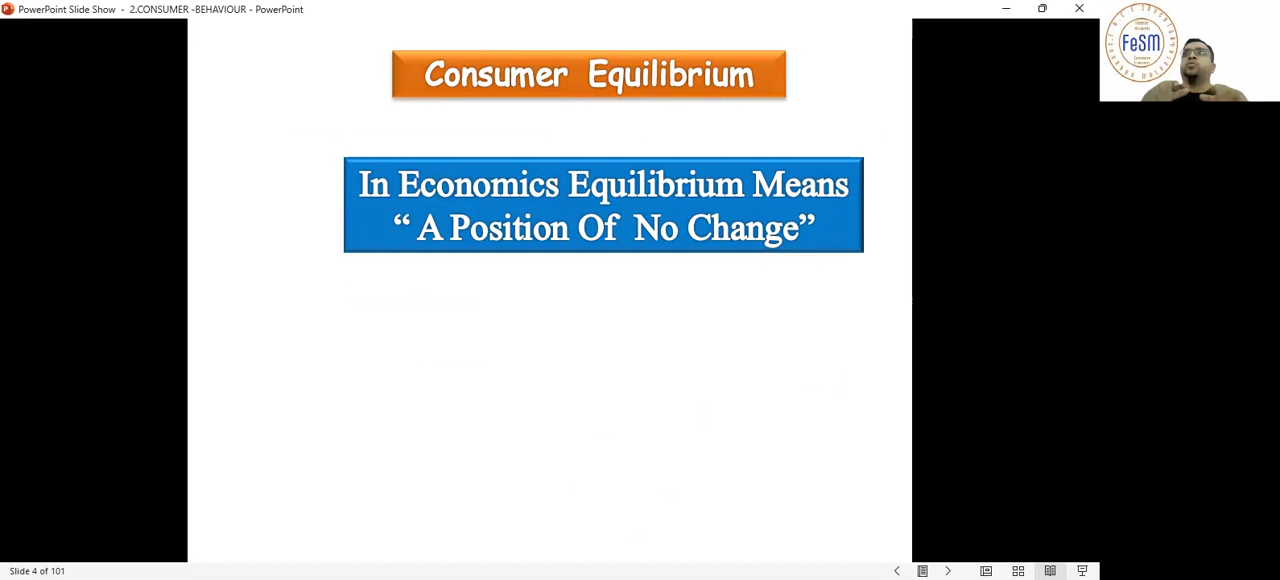 PowerPoint Slide Show - 2.CONSUMER -BEHAVIOUR - PowerPoint
FeSM
Consumer Equilibrium
In Economics Equilibrium Means
“ A Position Of No Change”
Slide 4 of 101